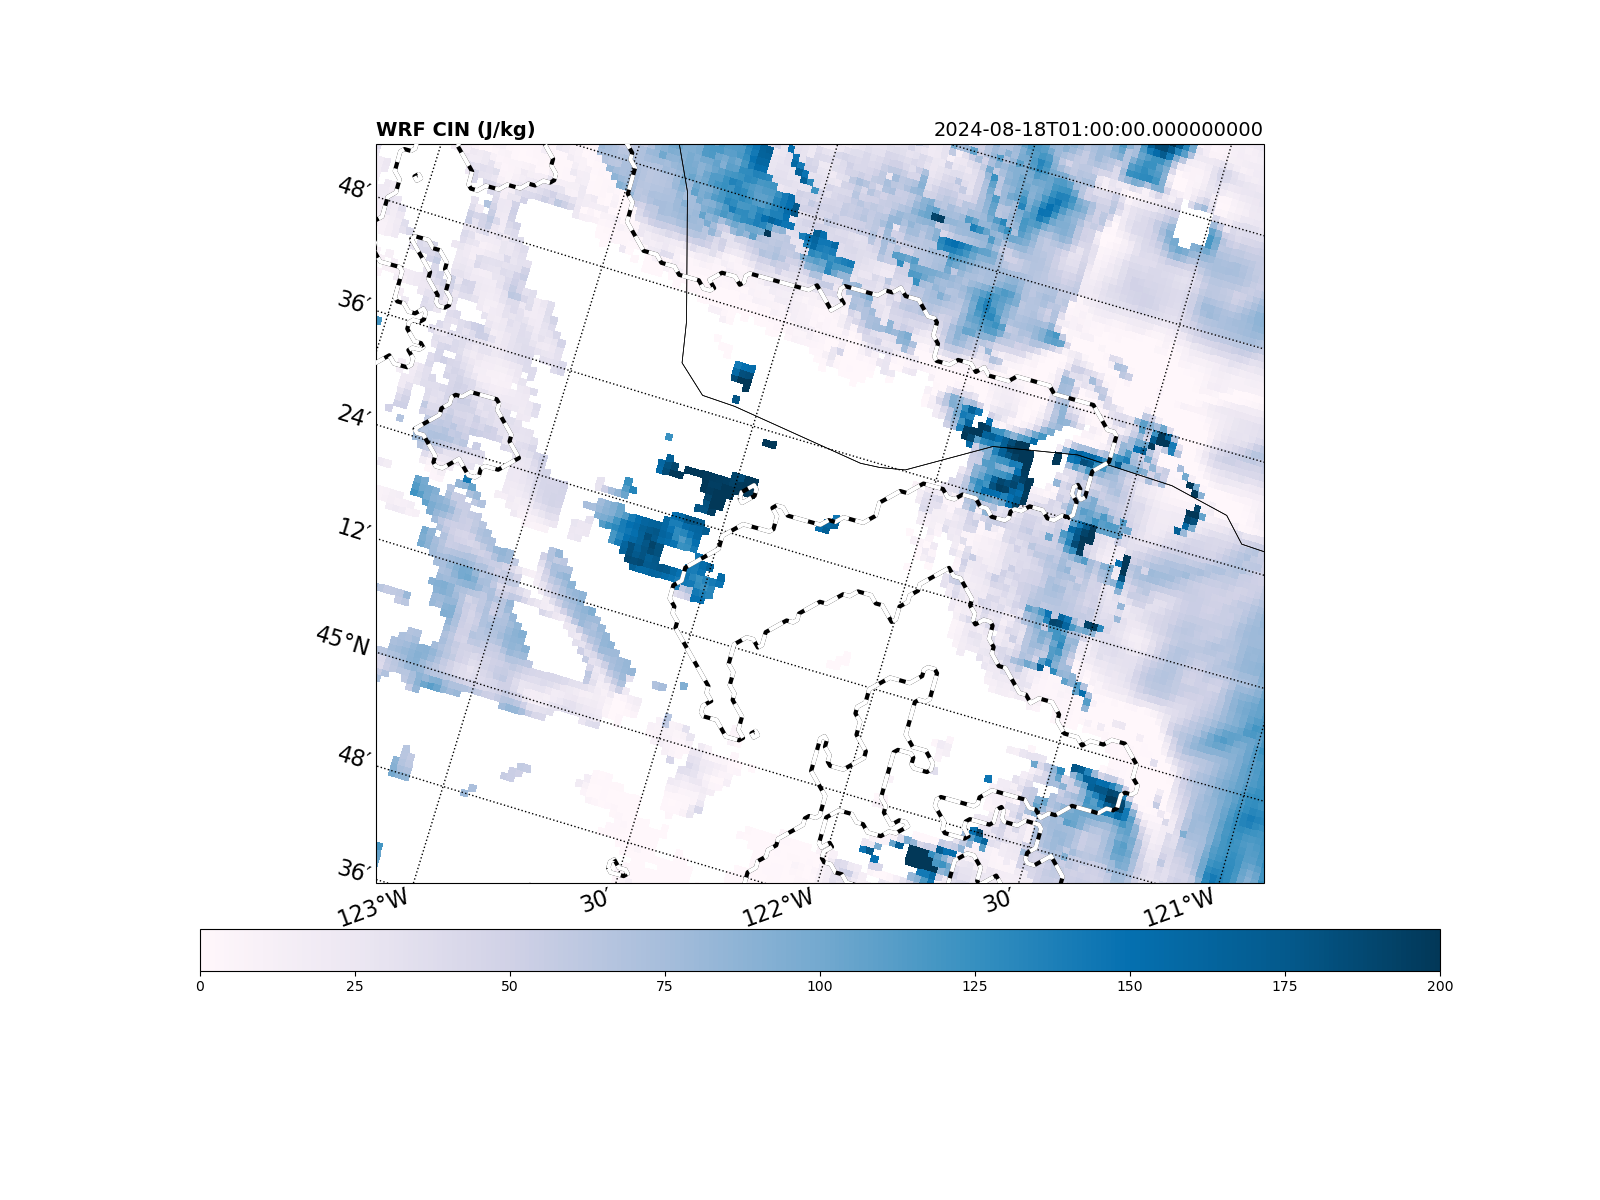 WRF CIN (J/kg)
2024-08-18T01:00:00.000000000
48′
36′
24′
12′
45°N
48′
36′
123°W
30′
122°W
30′
121°W
0
25
50
75
100
125
150
175
200